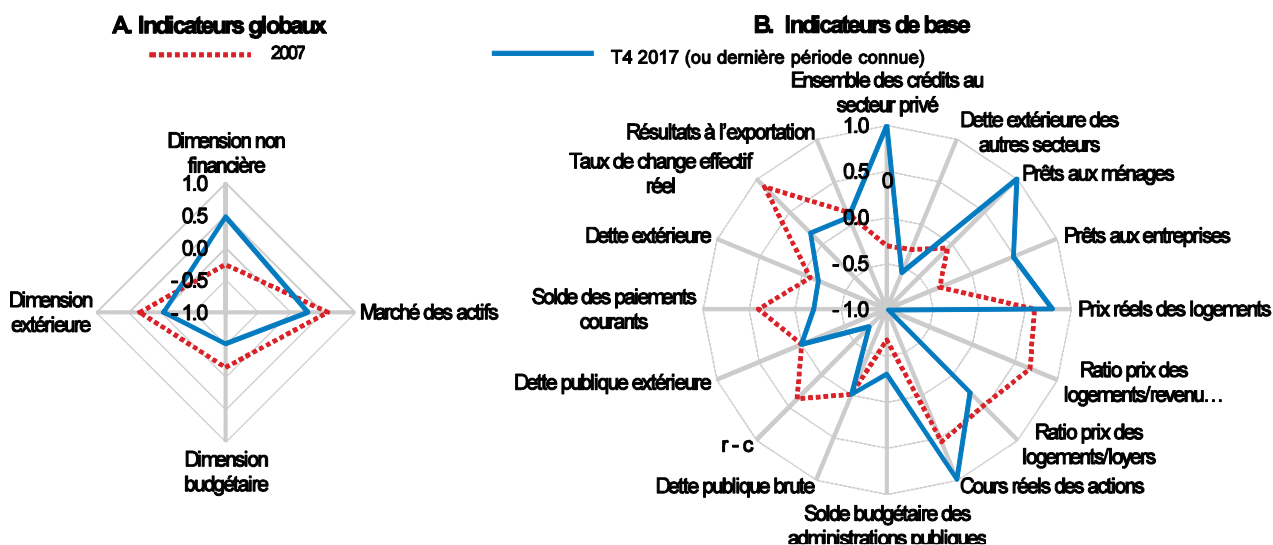 A. Indicateurs globaux
2007
Dimension non
financière
1.0
0.5
0.0
- 0.5
- 1.0
Dimension
extérieure
Marché des actifs
Dimension
budgétaire
B. Indicateurs de base
T4 2017 (ou dernière période connue)
Ensemble des crédits au
secteur privé
Dette extérieure des
autres secteurs
Prêts aux ménages
Prêts aux entreprises
Prix réels des logements
Ratio prix des
logements/revenu…
Ratio prix des
logements/loyers
Cours réels des actions
Solde budgétaire des
administrations publiques
Dette publique brute
r - c
Dette publique extérieure
Solde des paiements
courants
Dette extérieure
Taux de change effectif
réel
Résultats à l’exportation
1.0
0.5
0
0.0
- 0.5
- 1.0